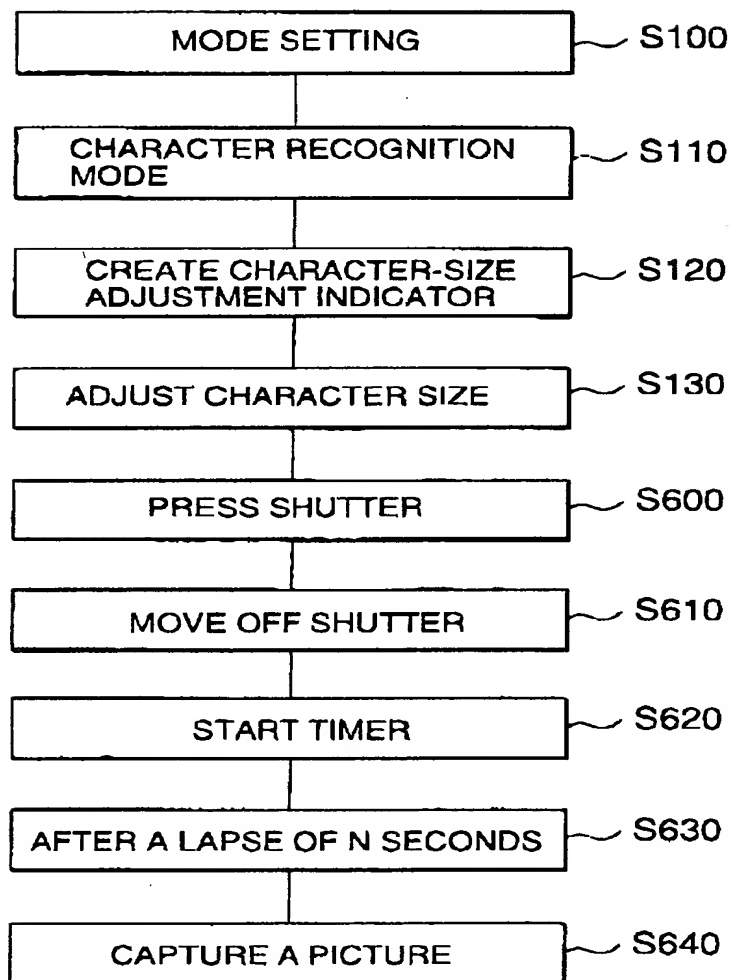 MODE SETTING S100
CHARACTER RECOGNITION S110
MODE
CREATE CHARACTER-SIZE S120
ADJUSTMENT INDICATOR
ADJUST CHARACTER SIZE S130
PRESS SHUTTER S600
MOVE OFF SHUTTER S610
START TIMER S620
AFTER A LAPSE OF N SECONDS S630
CAPTURE A PICTURE S640